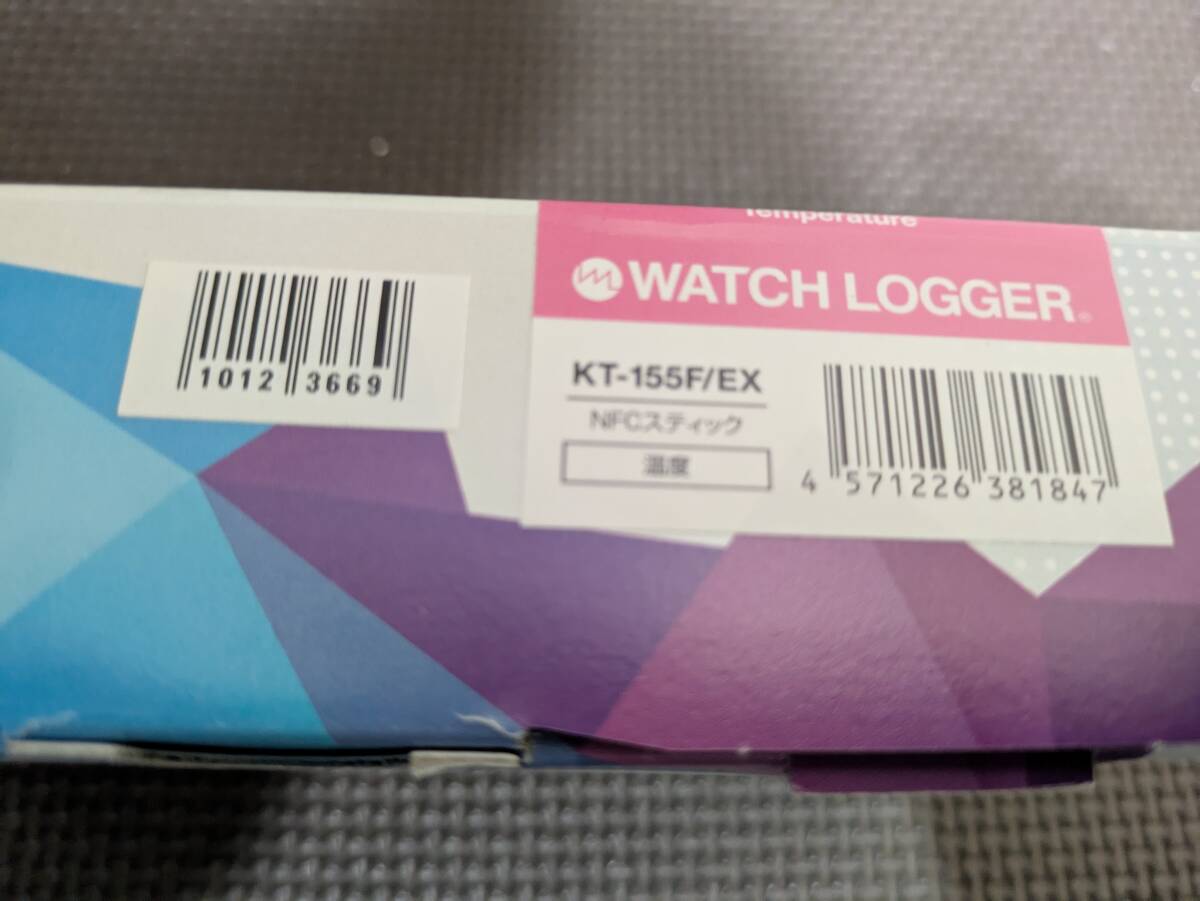 1012 3669
Temperature
WATCH LOGGER®
KT-155F/EX
NFCスティック
温度
4 571226 381847